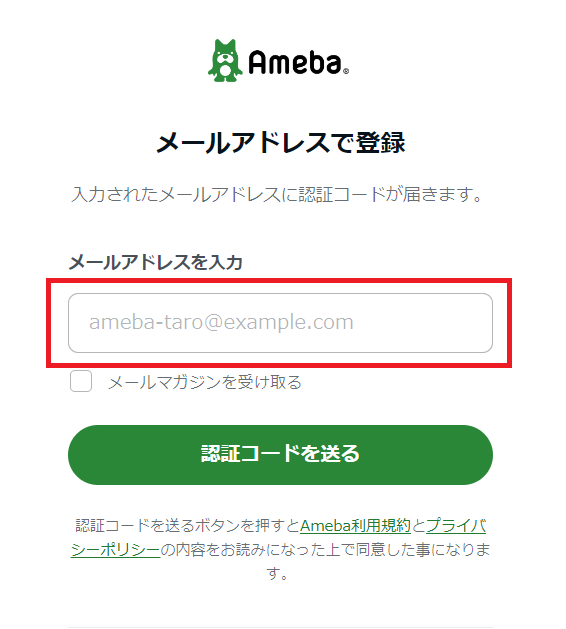 Ameba
メールアドレスで登録
入力されたメールアドレスに認証コードが届きます。
メールアドレスを入力
ameba-taro@example.com
メールマガジンを受け取る
認証コードを送る
認証コードを送るボタンを押すとAmeba利用規約とプライバ
シーポリシーの内容をお読みになった上で同意した事になりま
す。